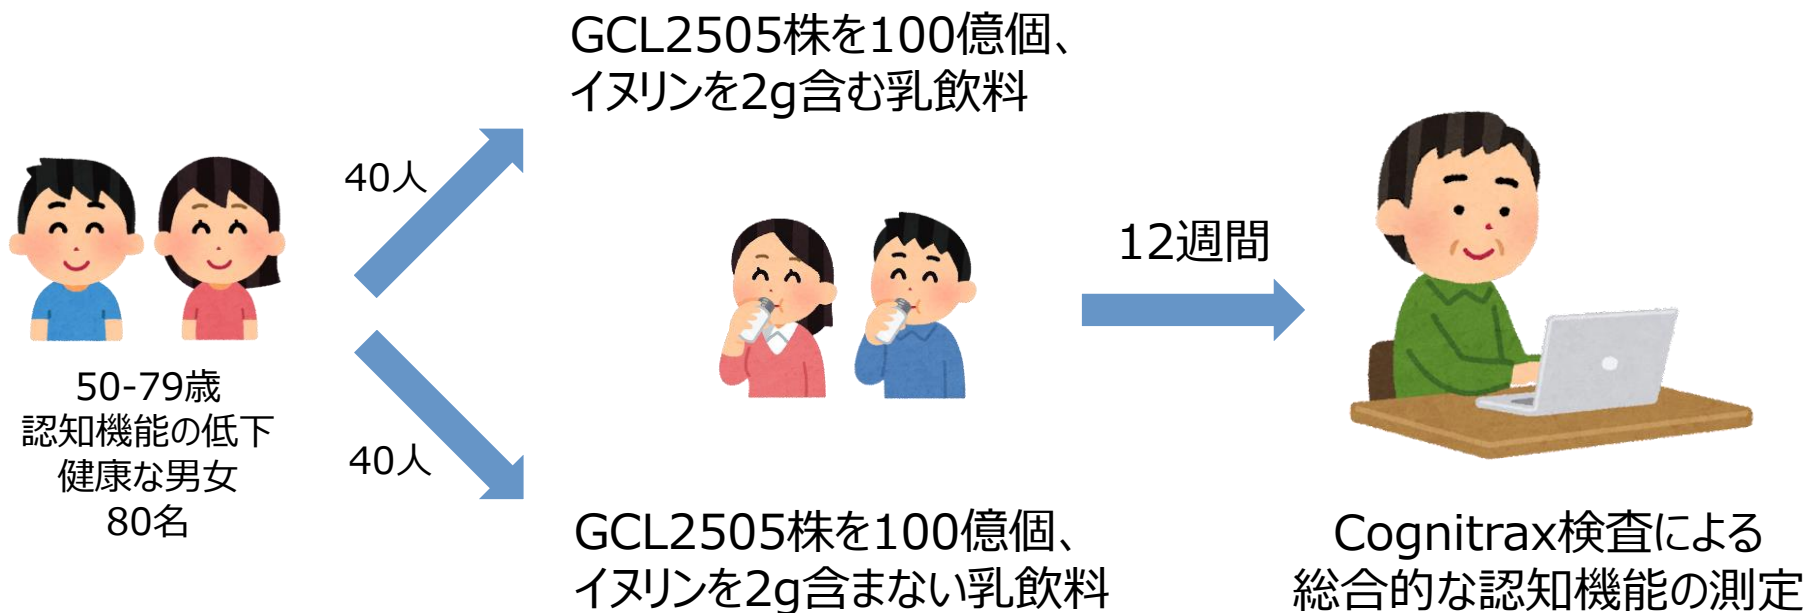 GCL2505株を100億個、
イヌリンを2g含む乳飲料
40人
12週間
50-79歳
認知機能の低下
健康な男女
80名
40人
GCL2505株を100億個、
イヌリンを2g含まない乳飲料
Cognitrax検査による
総合的な認知機能の測定